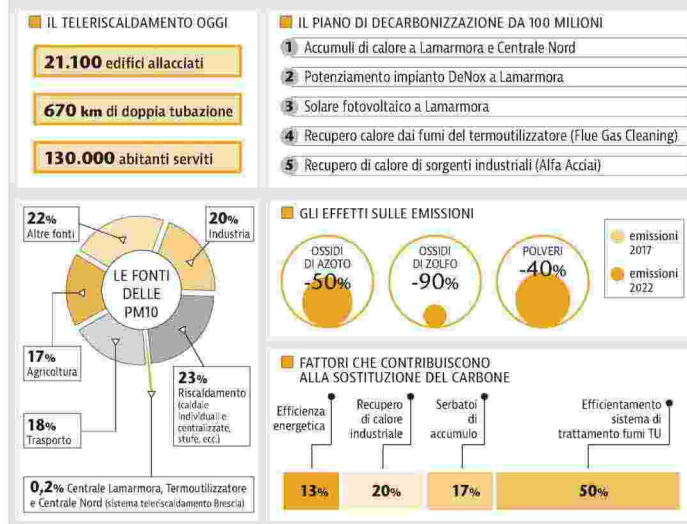 IL TELERISCALDAMENTO OGGI
21.100 edifici allacciati
670 km di doppia tubazione
130.000 abitanti serviti
IL PIANO DI DECARBONIZZAZIONE DA 100 MILIONI
1 Accumuli di calore a Lamarmora e Centrale Nord
2 Potenziamento impianto DeNox a Lamarmora
3 Solare fotovoltaico a Lamarmora
4 Recupero calore dai fumi del termoutilizzatore (Flue Gas Cleaning)
5 Recupero di calore di sorgenti industriali (Alfa Acciai)
22%
Altre fonti
20%
Industria
LE FONTI
DELLE
PM10
17%
Agricoltura
18%
Trasporto
23%
Riscaldamento
(caldaie
individuali e
centralizzate,
stufe, ecc.)
0,2% Centrale Lamarmora, Termoutilizzatore
e Centrale Nord (sistema teleriscaldamento Brescia)
GLI EFFETTI SULLE EMISSIONI
OSSIDI
DI AZOTO
-50%
OSSIDI
DI ZOLFO
-90%
POLVERI
-40%
emissioni
2017
emissioni
2022
FATTORI CHE CONTRIBUISCONO
ALLA SOSTITUZIONE DEL CARBONE
Efficienza
energetica
Recupero
di calore
industriale
Serbatoi
di
accumulo
Efficientamento
sistema di
trattamento fumi TU
13%
20%
17%
50%